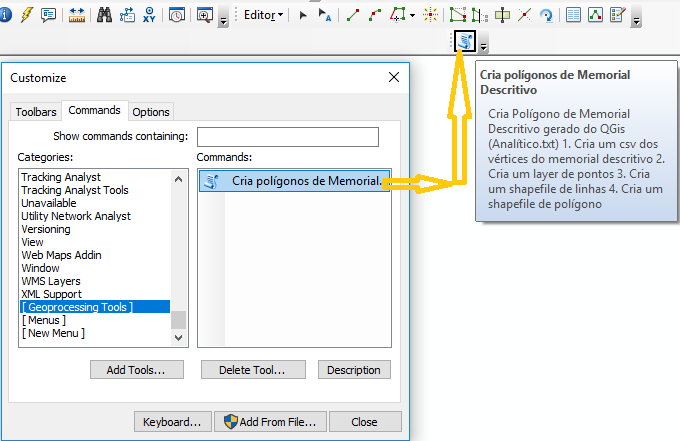 Editor
Cria polígonos de Memorial
Descritivo
Cria Polígono de Memorial
Descritivo gerado do QGis
(Analítico.txt) 1. Cria um csv dos
vértices do memorial descritivo 2.
Cria um layer de pontos 3. Cria
um shapefile de linhas 4. Cria um
shapefile de polígono
Customize
Toolbars
Commands
Options
Show commands containing:
Categories:
Commands:
Tracking Analyst
Tracking Analyst Tools
Unavailable
Utility Network Analyst
Versioning
View
Web Maps Addin
Window
WMS Layers
XML Support
[ Geoprocessing Tools ]
[ Menus ]
[ New Menu ]
Cria polígonos de Memorial...
Add Tools...
Delete Tool...
Description
Keyboard...
Add From File...
Close